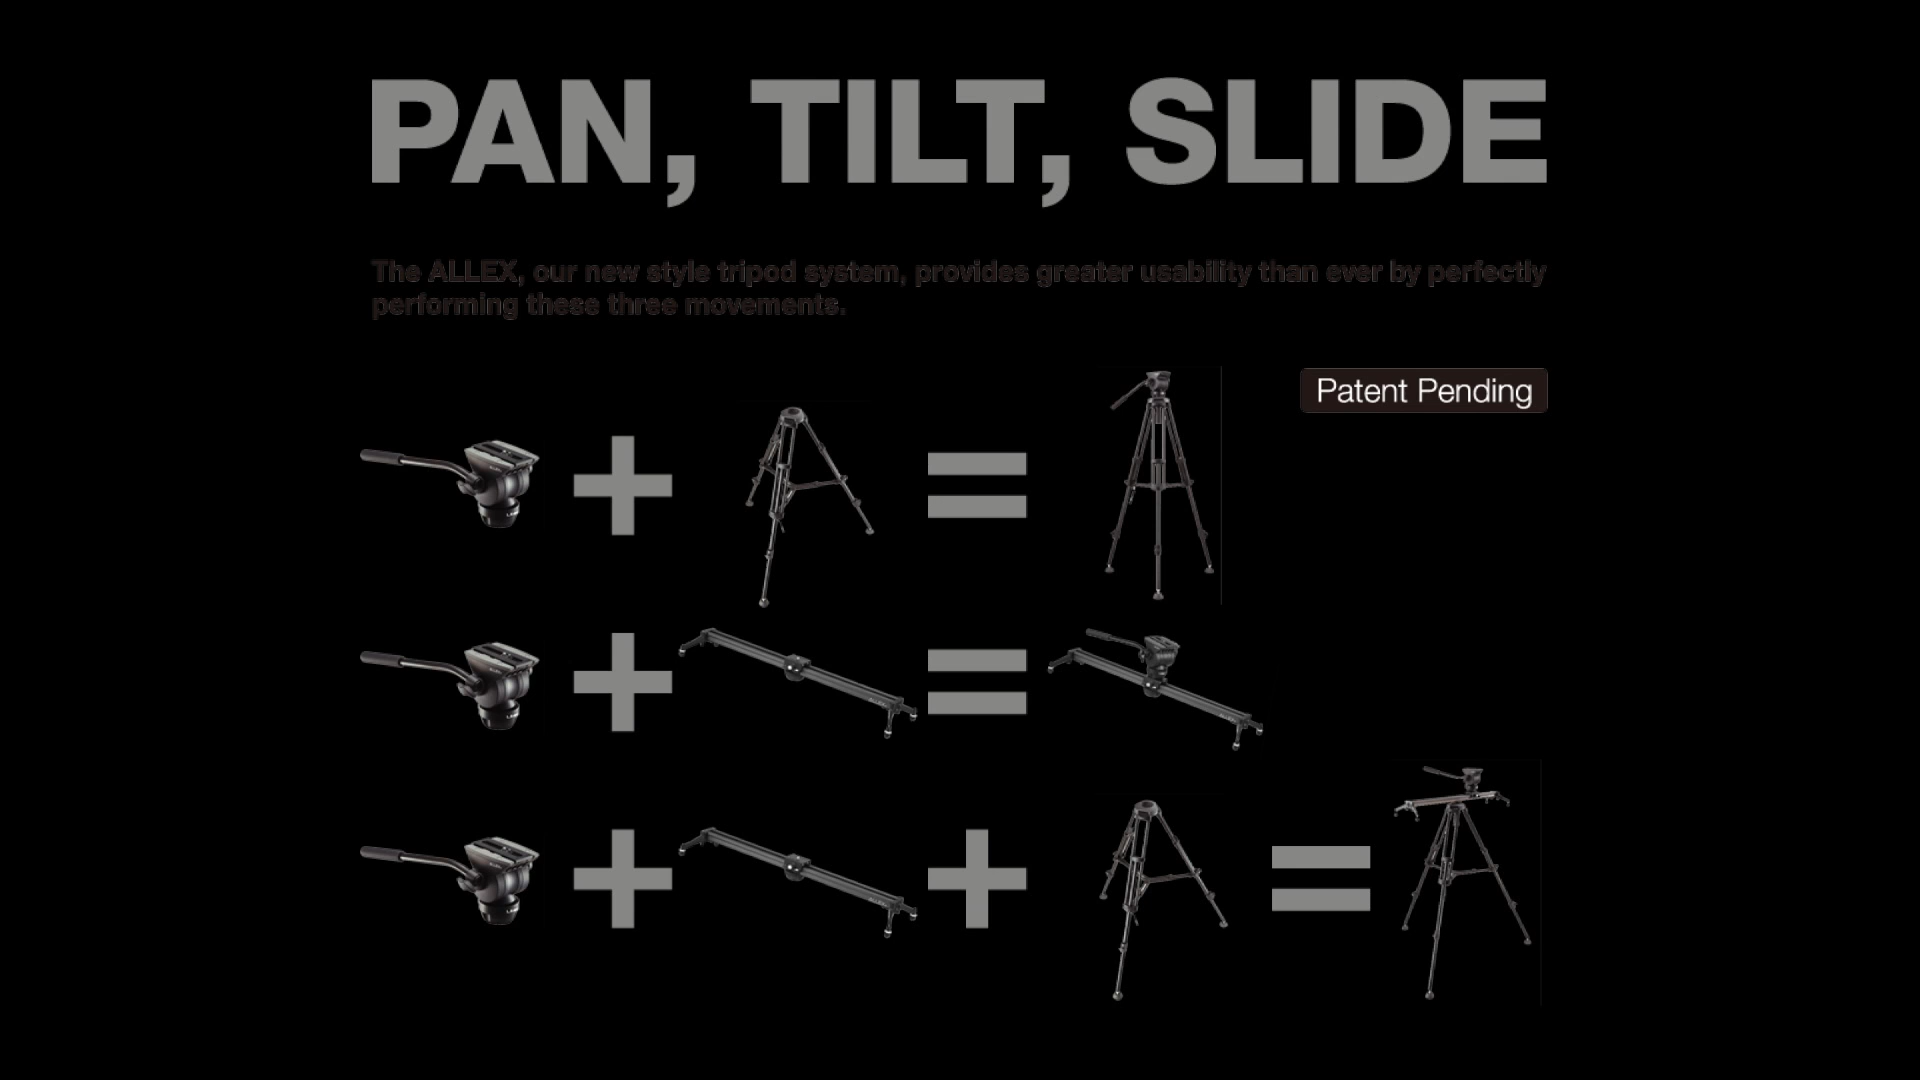 PAN, TILT, SLIDE
The ALLEX, our new style tripod system, provides greater usability than ever by perfectly
performing these three movements.
Patent Pending